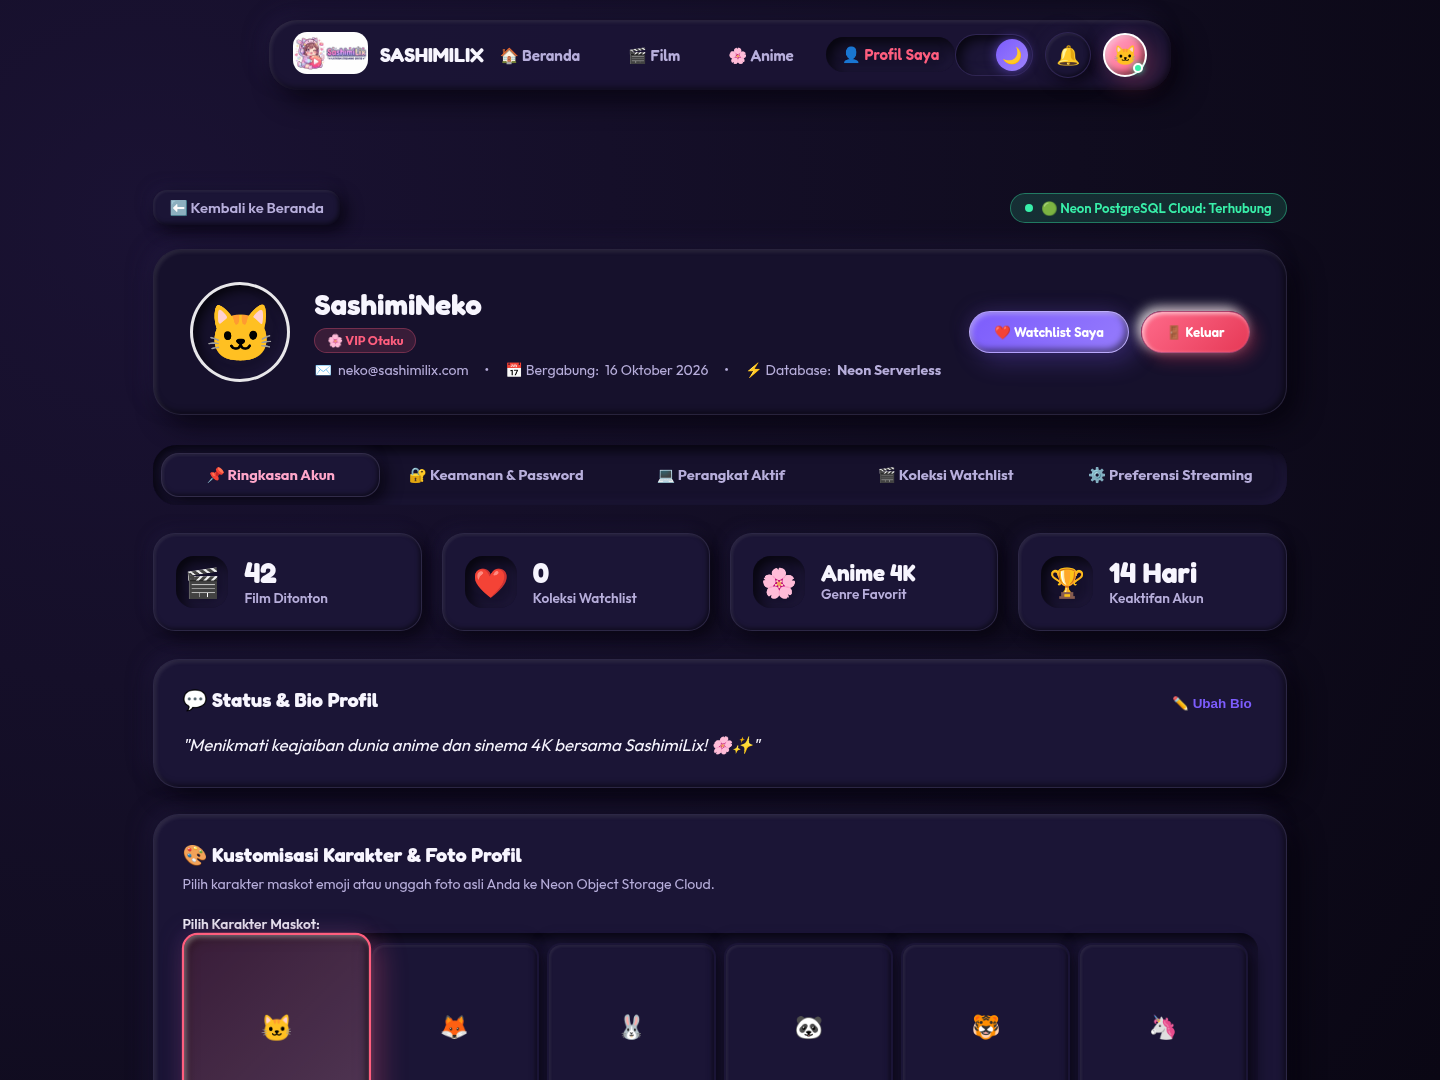 SASHIMILIX
🏠 Beranda
🎬 Film
🌸 Anime
👤 Profil Saya
⬅️ Kembali ke Beranda
🟢 Neon PostgreSQL Cloud: Terhubung
SashimiNeko
🌸 VIP Otaku
✉️ neko@sashimilix.com • 📅 Bergabung: 16 Oktober 2026 • ⚡ Database: Neon Serverless
❤️ Watchlist Saya
🚪 Keluar
📌 Ringkasan Akun
🔐 Keamanan & Password
💻 Perangkat Aktif
🎬 Koleksi Watchlist
⚙️ Preferensi Streaming
42
Film Ditonton
0
Koleksi Watchlist
Anime 4K
Genre Favorit
14 Hari
Keaktifan Akun
💬 Status & Bio Profil
✏️ Ubah Bio
"Menikmati keajaiban dunia anime dan sinema 4K bersama SashimiLix! 🌸✨"
🎨 Kustomisasi Karakter & Foto Profil
Pilih karakter maskot emoji atau unggah foto asli Anda ke Neon Object Storage Cloud.
Pilih Karakter Maskot: